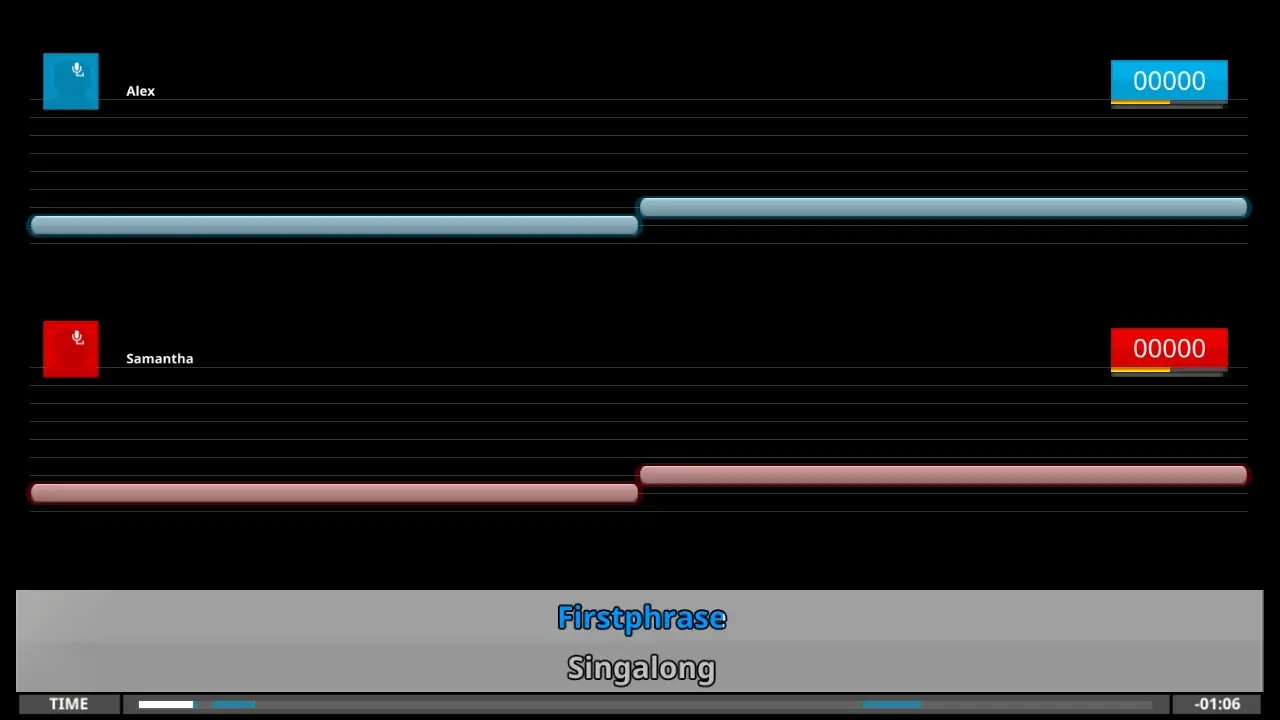 Alex
00000
Samantha
00000
Firstphrase
Singalong
TIME
-01:06